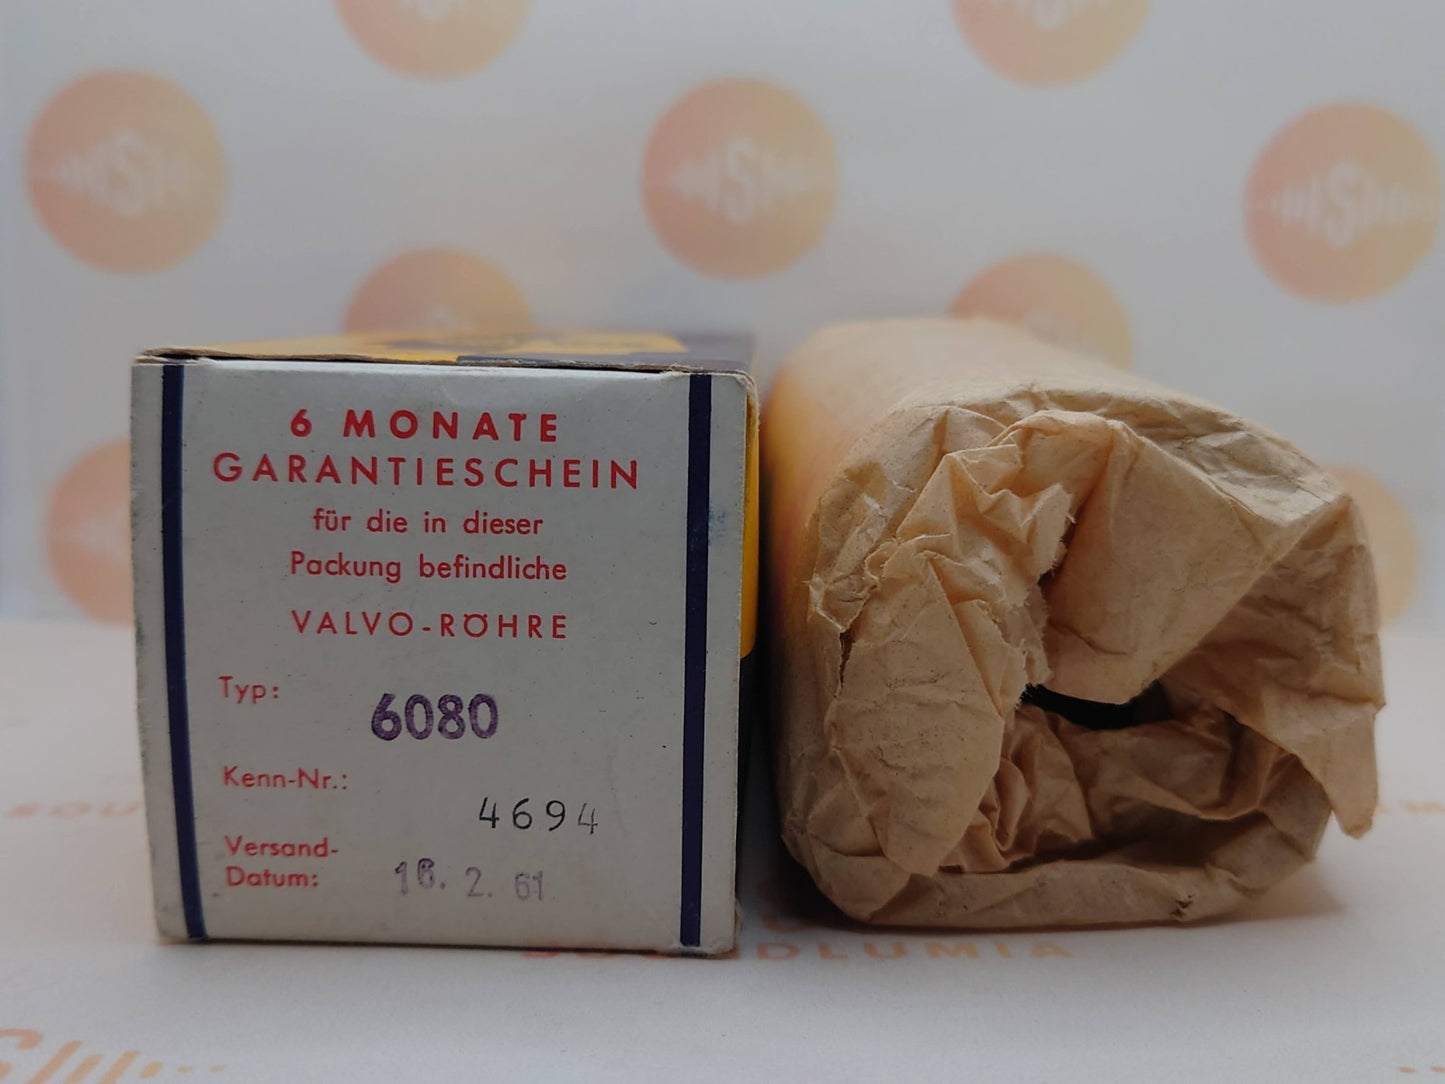 6 MONATE
GARANTIESCHEIN
für die in dieser
Packung befindliche
VALVO-RÖHRE
Typ: 6080
Kenn-Nr.: 4694
Versand-
Datum: 16. 2. 61